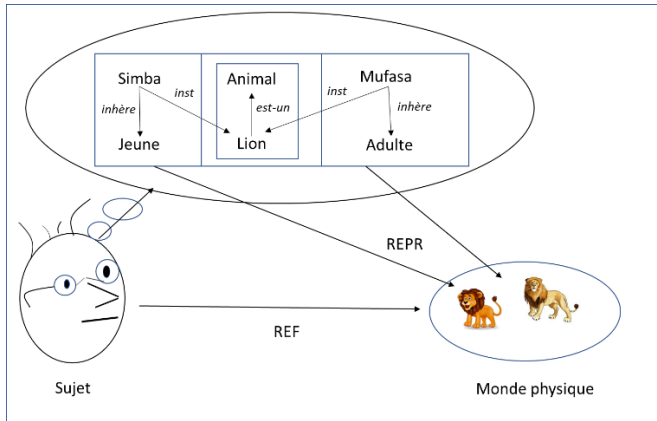 Simba Animal Mufasa
inhère inst est-un inst inhère
Jeune Lion Adulte
REPR
REF
Sujet Monde physique